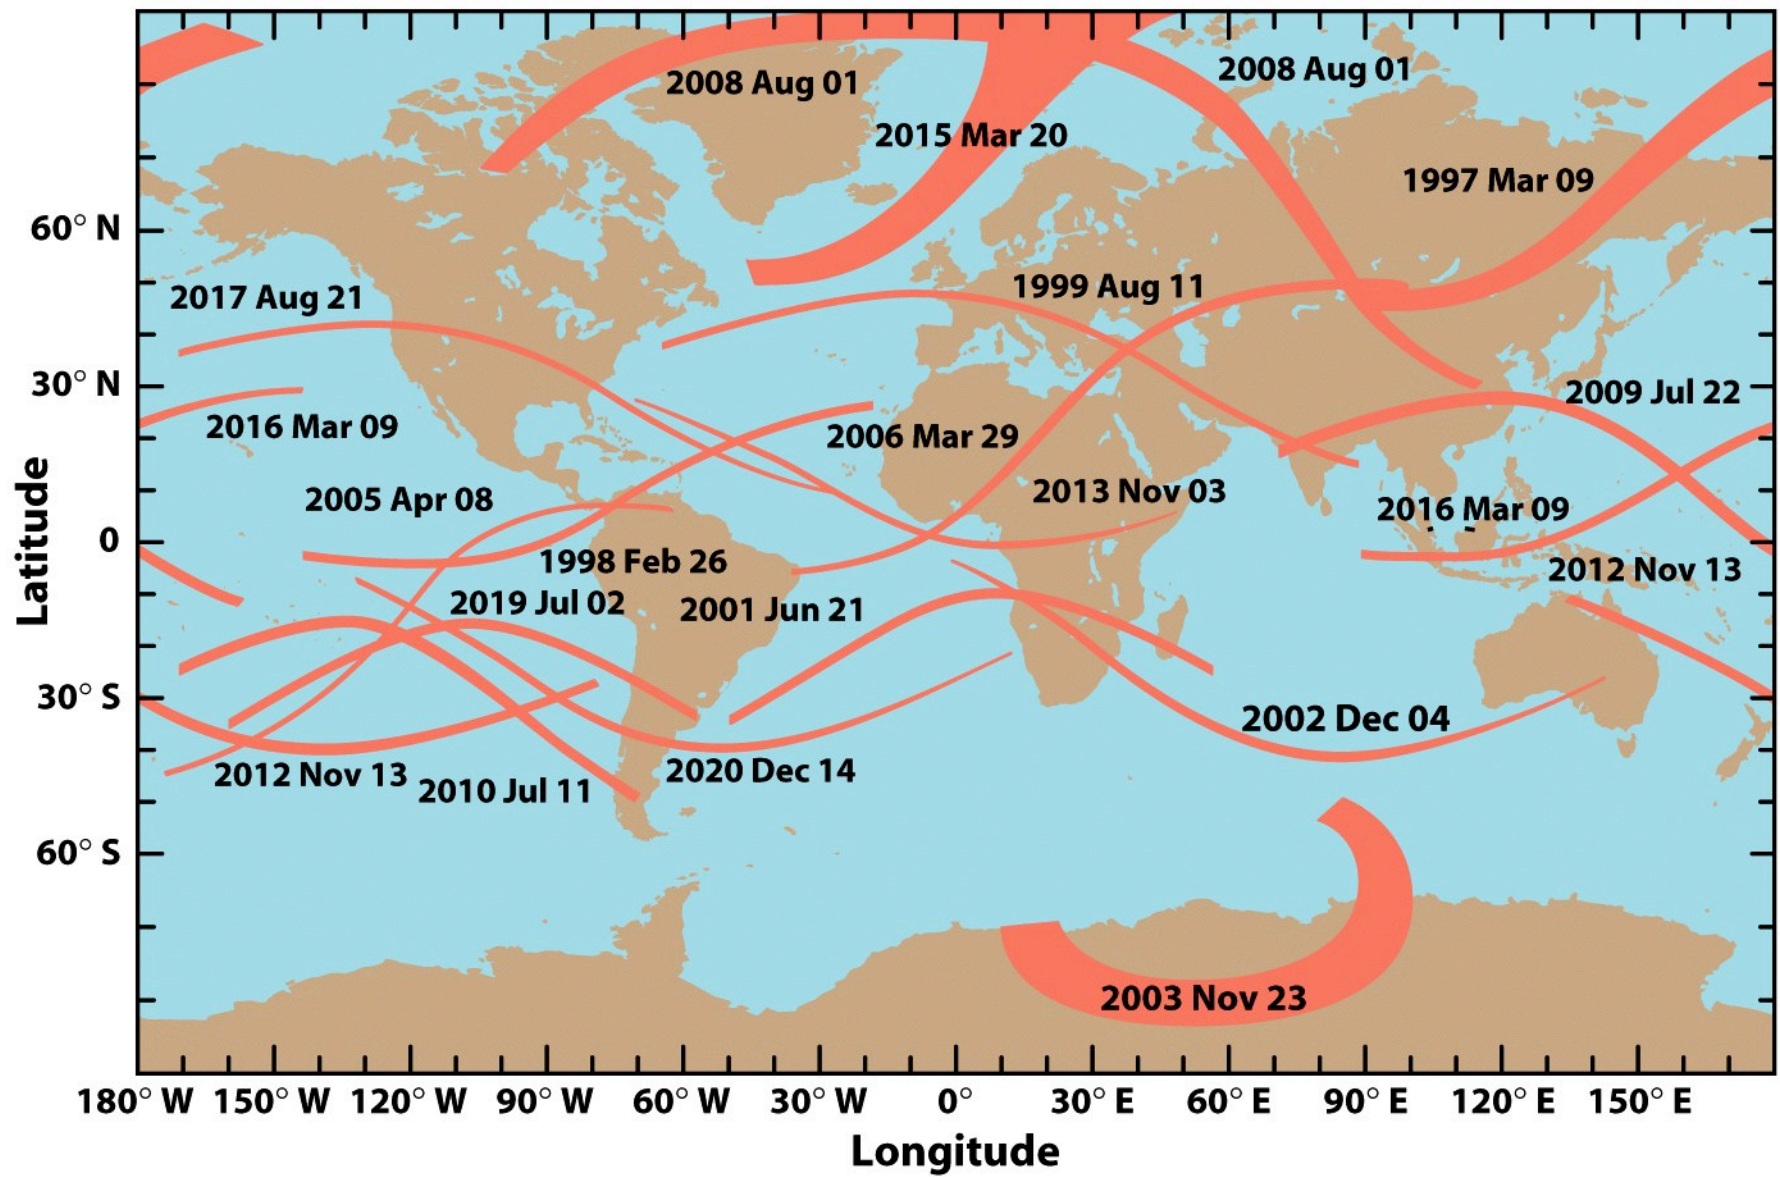 2008 Aug 01
2008 Aug 01
2015 Mar 20
1997 Mar 09
60° N
1999 Aug 11
2017 Aug 21
30° N
2009 Jul 22
2016 Mar 09
2006 Mar 29
2013 Nov 03
2005 Apr 08
2016 Mar 09
Latitude
0
1998 Feb 26
2012 Nov 13
2019 Jul 02
2001 Jun 21
30° S
2002 Dec 04
2012 Nov 13
2010 Jul 11
2020 Dec 14
60° S
2003 Nov 23
180° W 150° W 120° W 90° W 60° W 30° W 0° 30° E 60° E 90° E 120° E 150° E
Longitude